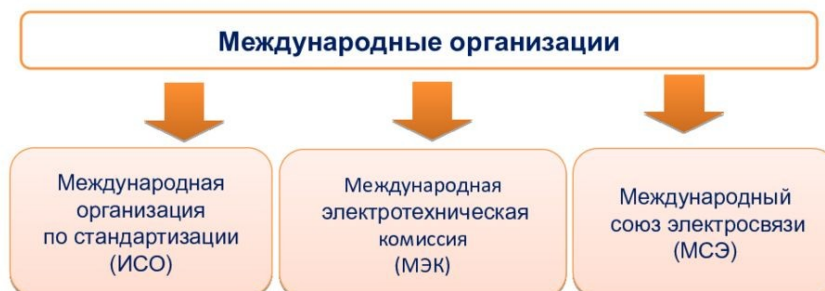 Международные организации
Международная
организация
по стандартизации
(ИСО)
Международная
электротехническая
комиссия
(МЭК)
Международный
союз электросвязи
(МСЭ)